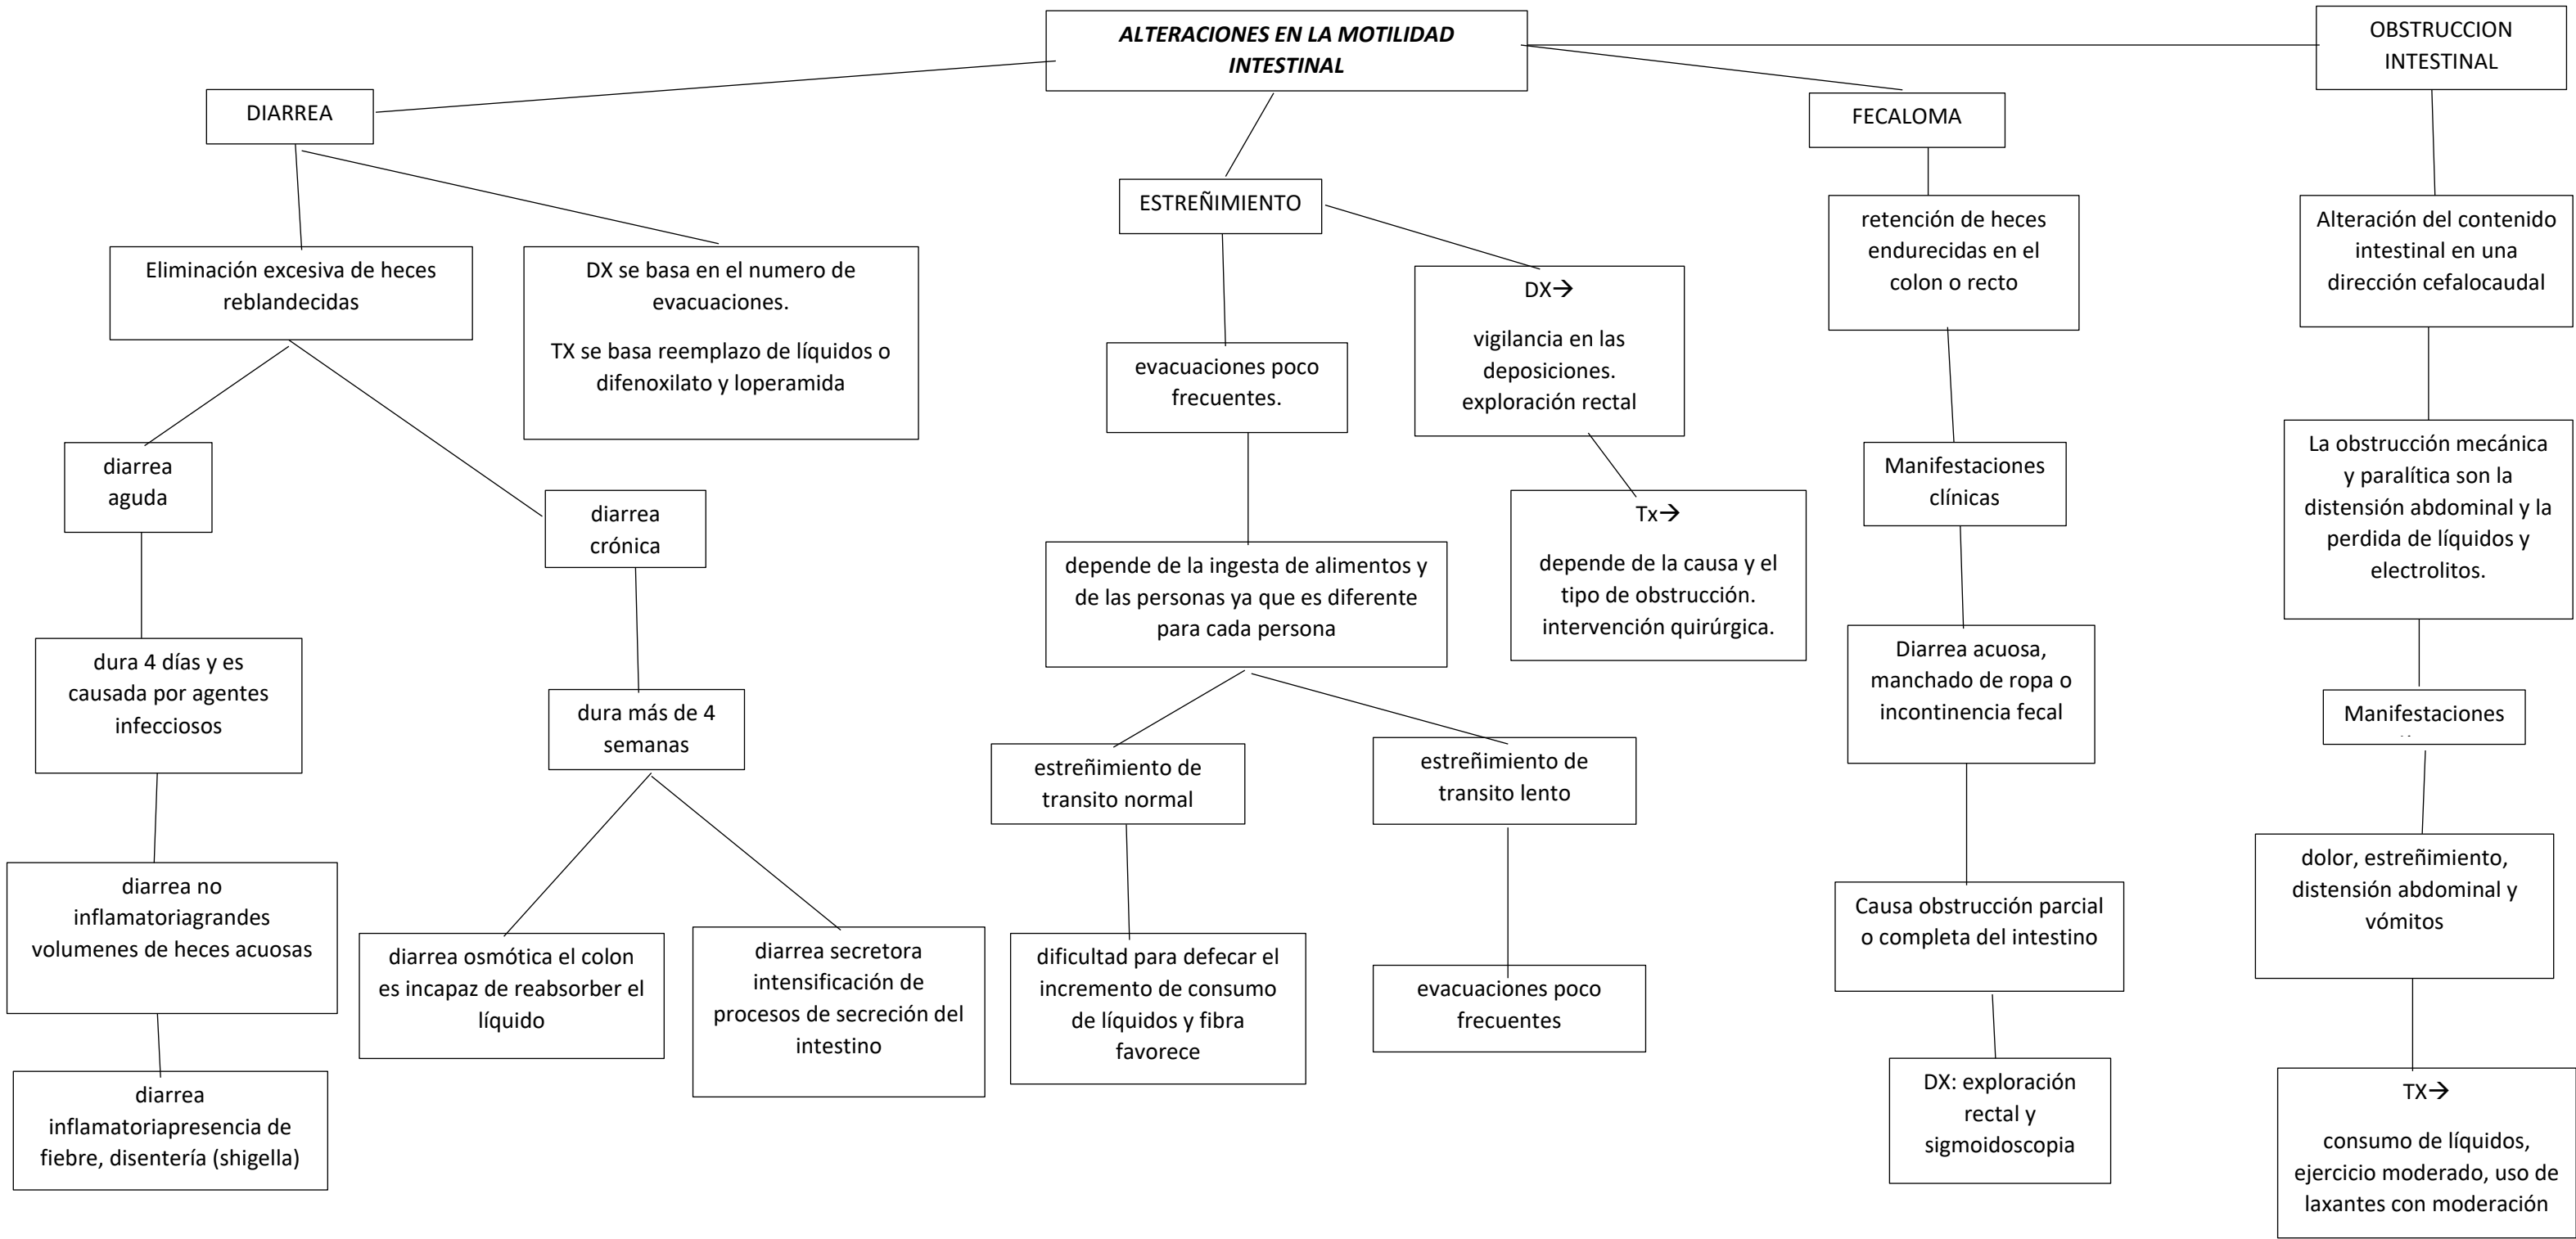 ALTERACIONES EN LA MOTILIDAD
INTESTINAL
DIARREA
Eliminación excesiva de heces
reblandecidas
DX se basa en el numero de
evacuaciones.
TX se basa reemplazo de líquidos o
difenoxilato y loperamida
diarrea
aguda
diarrea
crónica
dura 4 días y es
causada por agentes
infecciosos
dura más de 4
semanas
diarrea no
inflamatoriagrandes
volumenes de heces acuosas
diarrea
inflamatoriapresencia de
fiebre, disentería (shigella)
diarrea osmótica el colon
es incapaz de reabsorber el
líquido
diarrea secretora
intensificación de
procesos de secreción del
intestino
ESTREÑIMIENTO
evacuaciones poco
frecuentes.
DX→
vigilancia en las
deposiciones.
exploración rectal
Tx→
depende de la causa y el
tipo de obstrucción.
intervención quirúrgica.
depende de la ingesta de alimentos y
de las personas ya que es diferente
para cada persona
estreñimiento de
transito normal
estreñimiento de
transito lento
dificultad para defecar el
incremento de consumo
de líquidos y fibra
favorece
evacuaciones poco
frecuentes
FECALOMA
retención de heces
endurecidas en el
colon o recto
Manifestaciones
clínicas
Diarrea acuosa,
manchado de ropa o
incontinencia fecal
Causa obstrucción parcial
o completa del intestino
DX: exploración
rectal y
sigmoidoscopia
OBSTRUCCION
INTESTINAL
Alteración del contenido
intestinal en una
dirección cefalocaudal
La obstrucción mecánica
y paralítica son la
distensión abdominal y la
perdida de líquidos y
electrolitos.
Manifestaciones
dolor, estreñimiento,
distensión abdominal y
vómitos
TX→
consumo de líquidos,
ejercicio moderado, uso de
laxantes con moderación